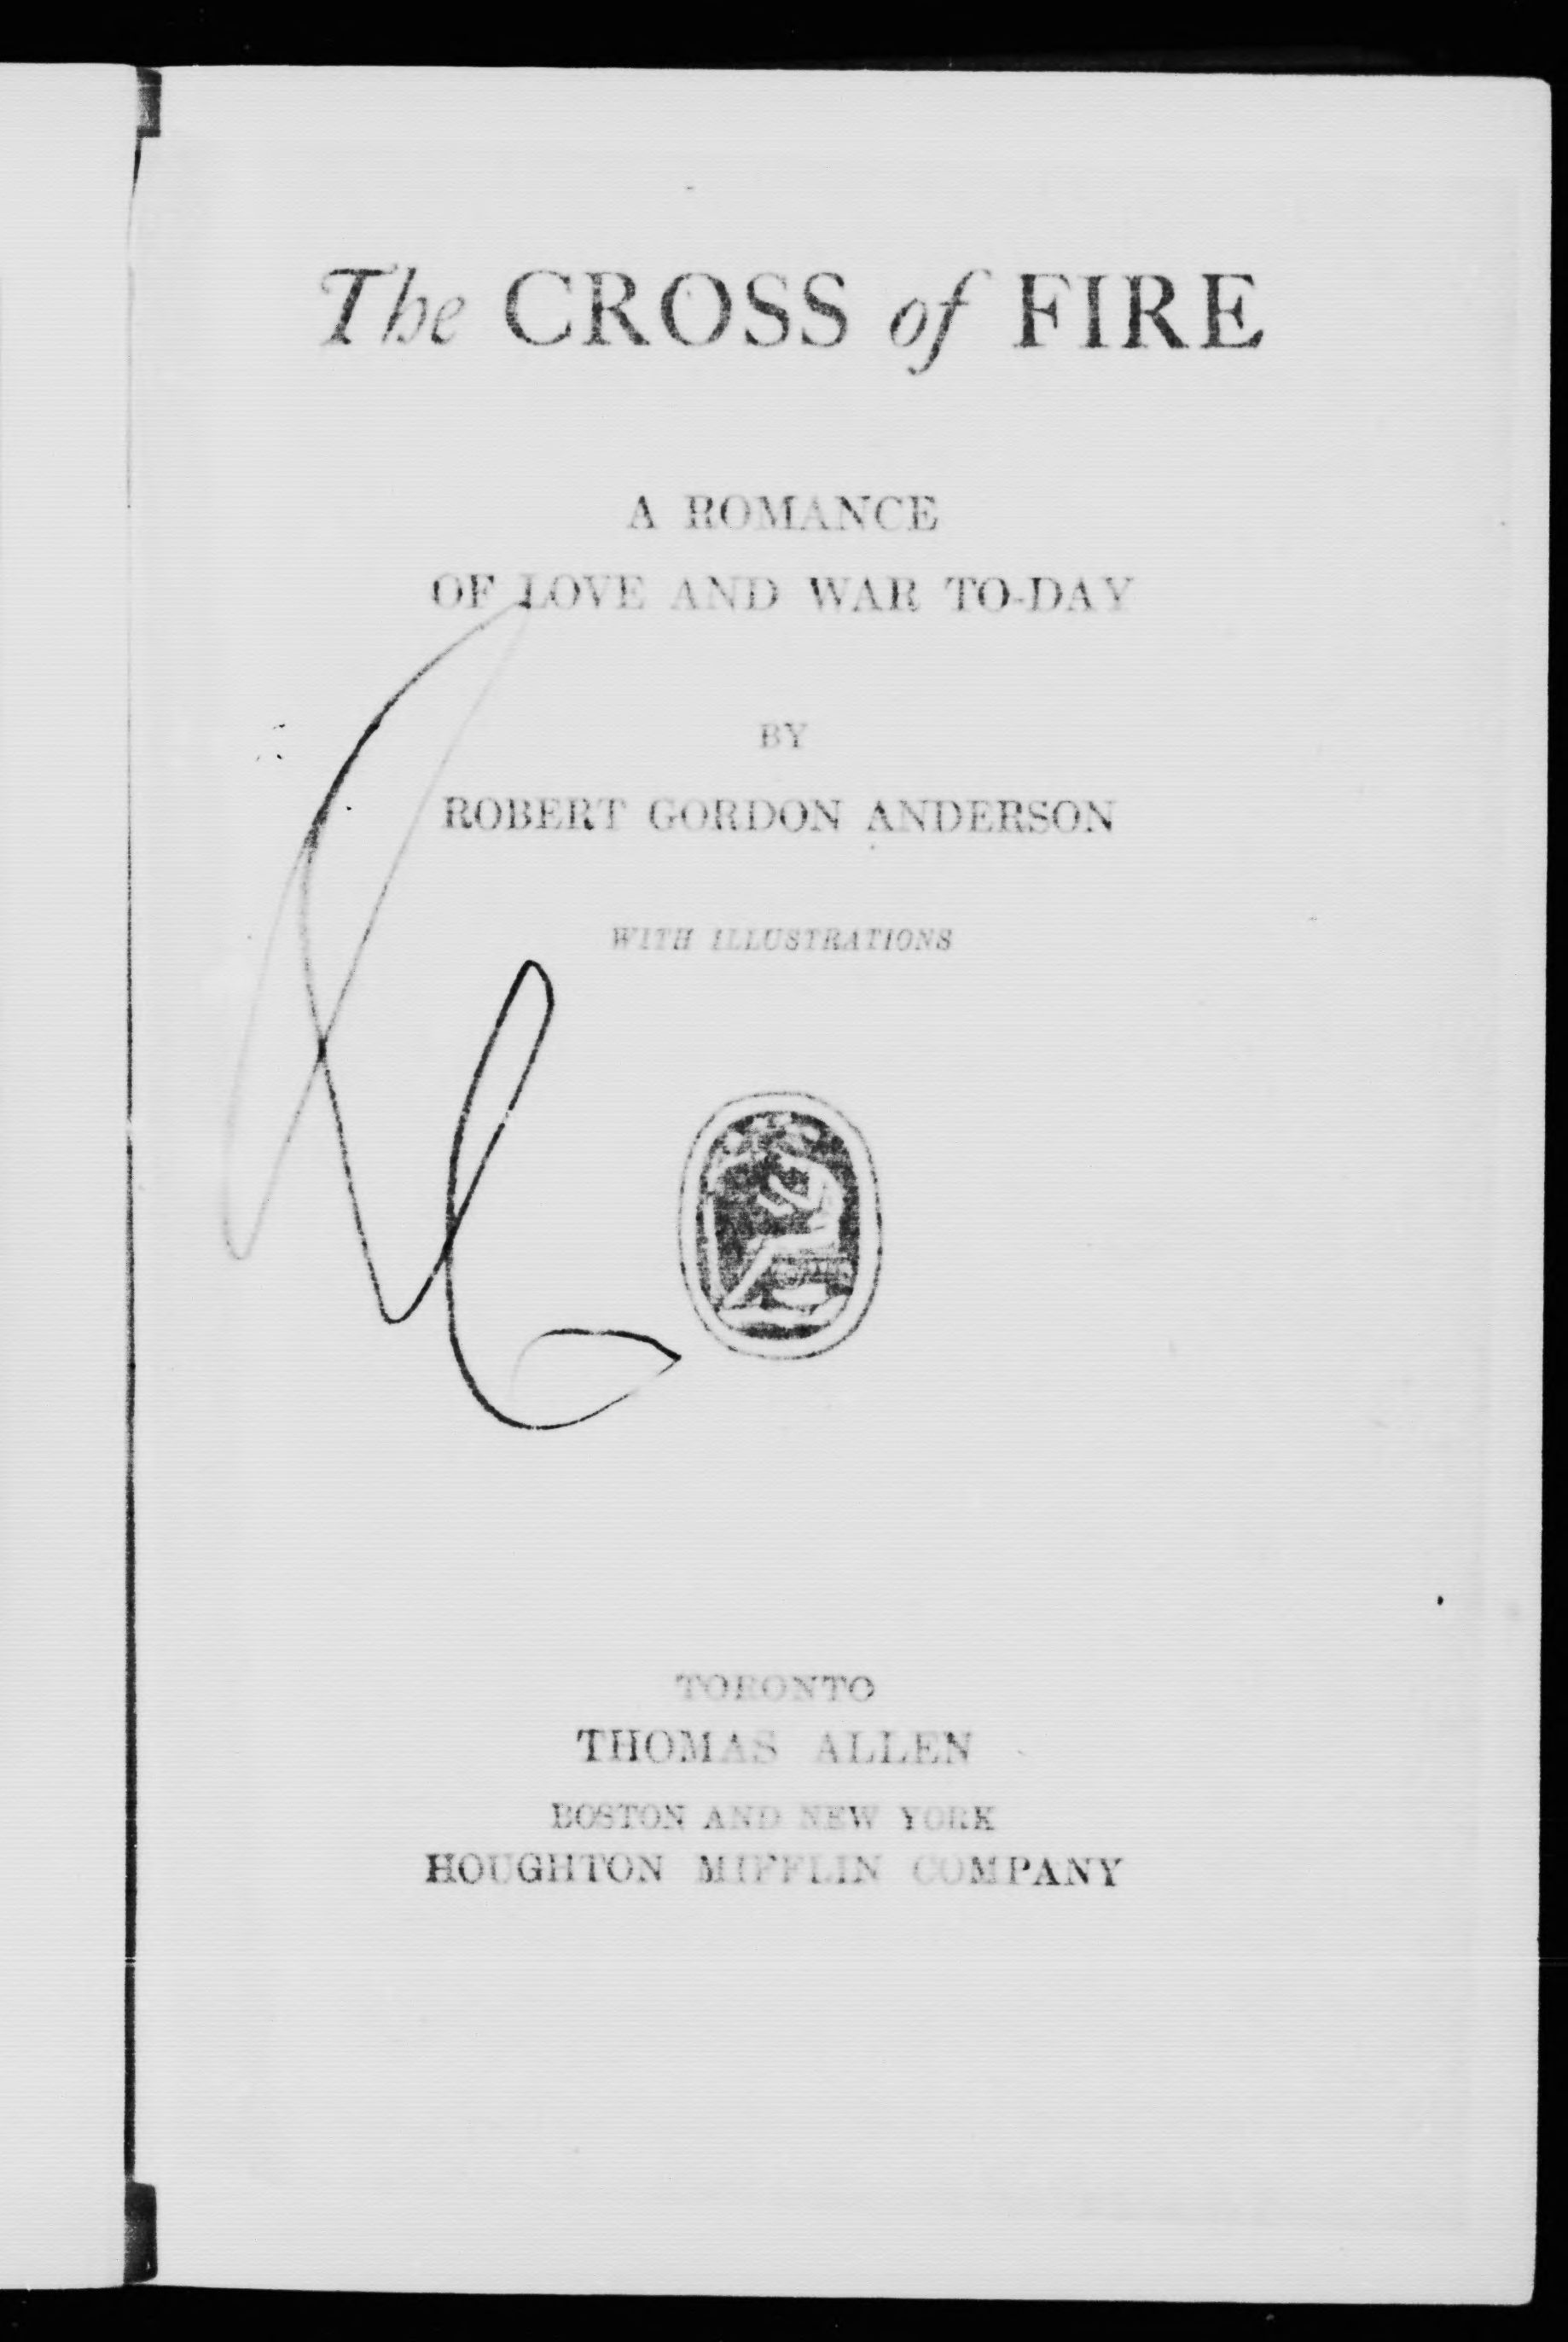 The CROSS of FIRE
A ROMANCE
OF LOVE AND WAR TO-DAY
BY
ROBERT GORDON ANDERSON
WITH ILLUSTRATIONS
TORONTO
THOMAS ALLEN
BOSTON AND NEW YORK
HOUGHTON MIFFLIN COMPANY